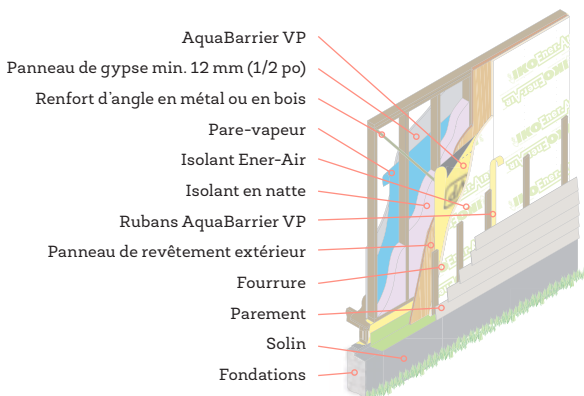 AquaBarrier VP
Panneau de gypse min. 12 mm (1/2 po)
Renfort d'angle en métal ou en bois
Pare-vapeur
Isolant Ener-Air
Isolant en natte
Rubans AquaBarrier VP
Panneau de revêtement extérieur
Fourrure
Parement
Solin
Fondations